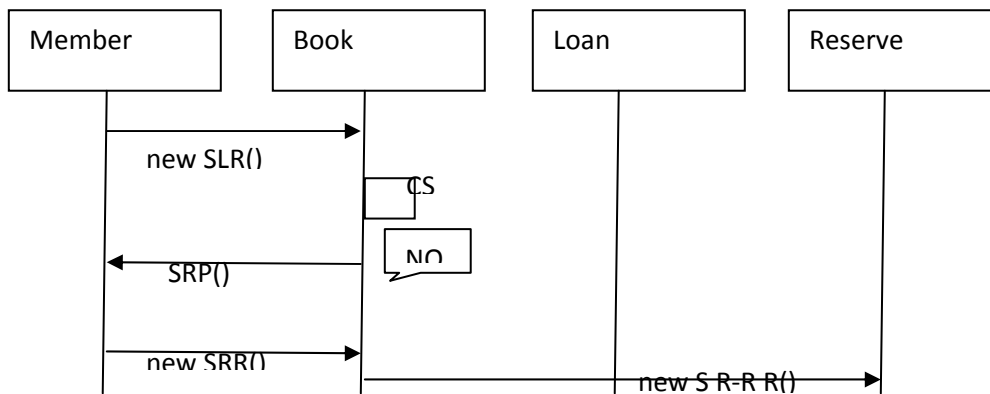 Member
Book
Loan
Reserve
new SLR()
CS
NO
SRP()
new SRR()
new S R-R R()